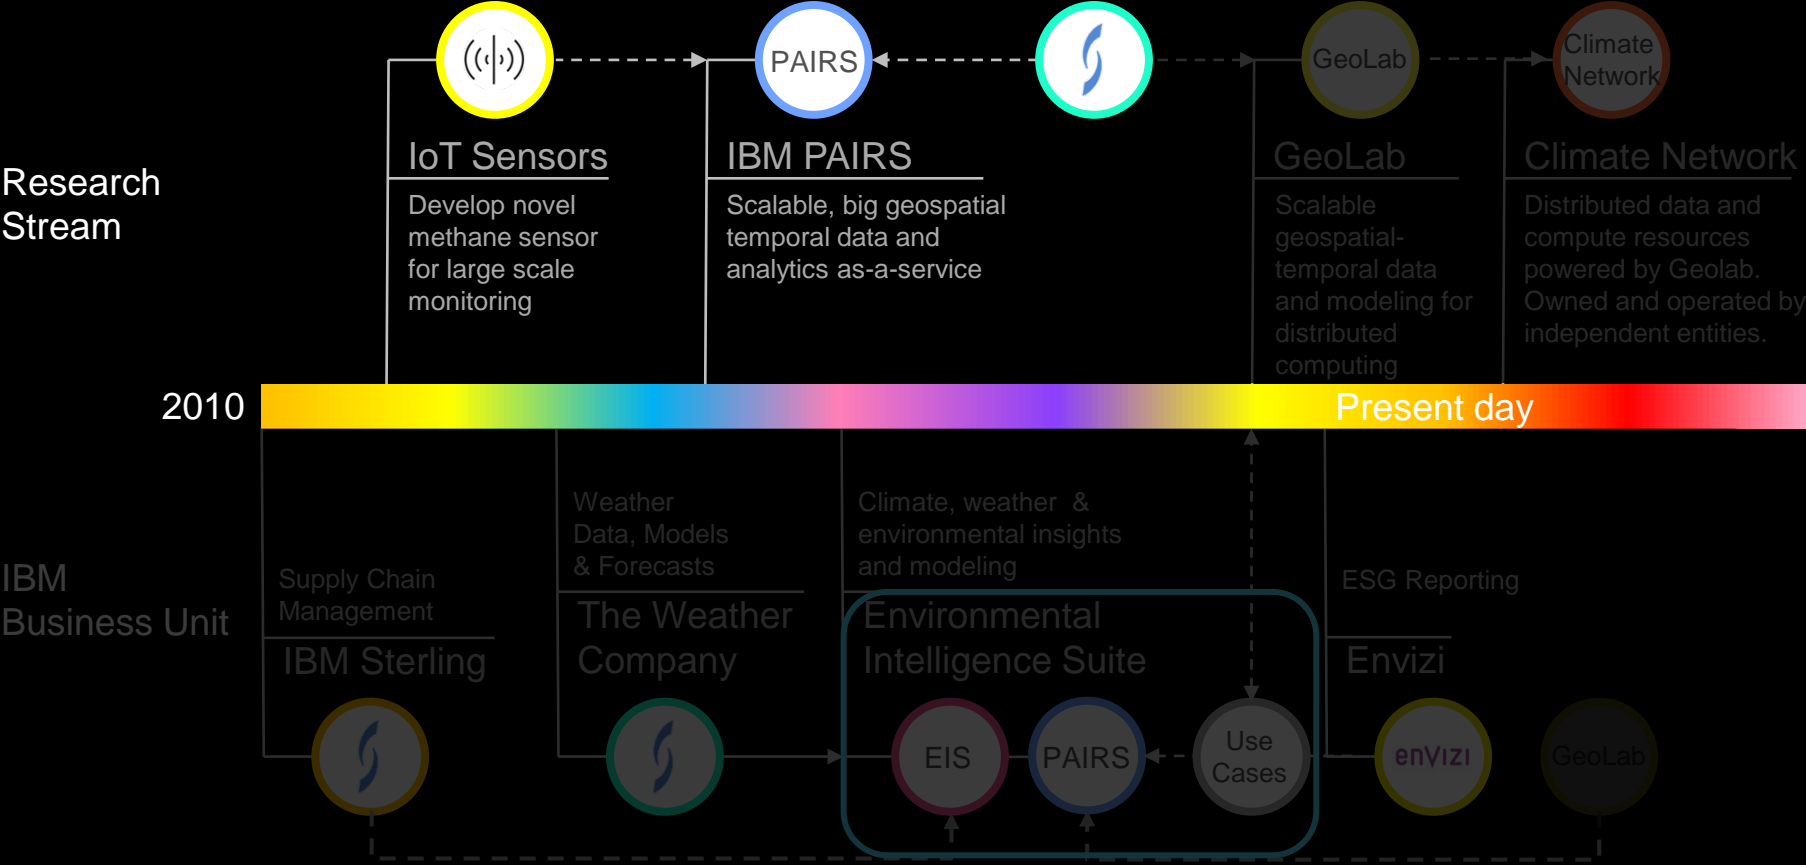 PAIRS
GeoLab
Climate
Network
IoT Sensors
Develop novel
methane sensor
for large scale
monitoring
IBM PAIRS
Scalable, big geospatial
temporal data and
analytics as-a-service
GeoLab
Scalable
geospatial-
temporal data
and modeling for
distributed
computing
Climate Network
Distributed data and
compute resources
powered by Geolab.
Owned and operated by
independent entities.
Research
Stream
2010
Present day
IBM
Business Unit
Supply Chain
Management
IBM Sterling
Weather
Data, Models
& Forecasts
The Weather
Company
Climate, weather &
environmental insights
and modeling
Environmental
Intelligence Suite
EIS
PAIRS
Use
Cases
ESG Reporting
Envizi
enVIZI
GeoLab